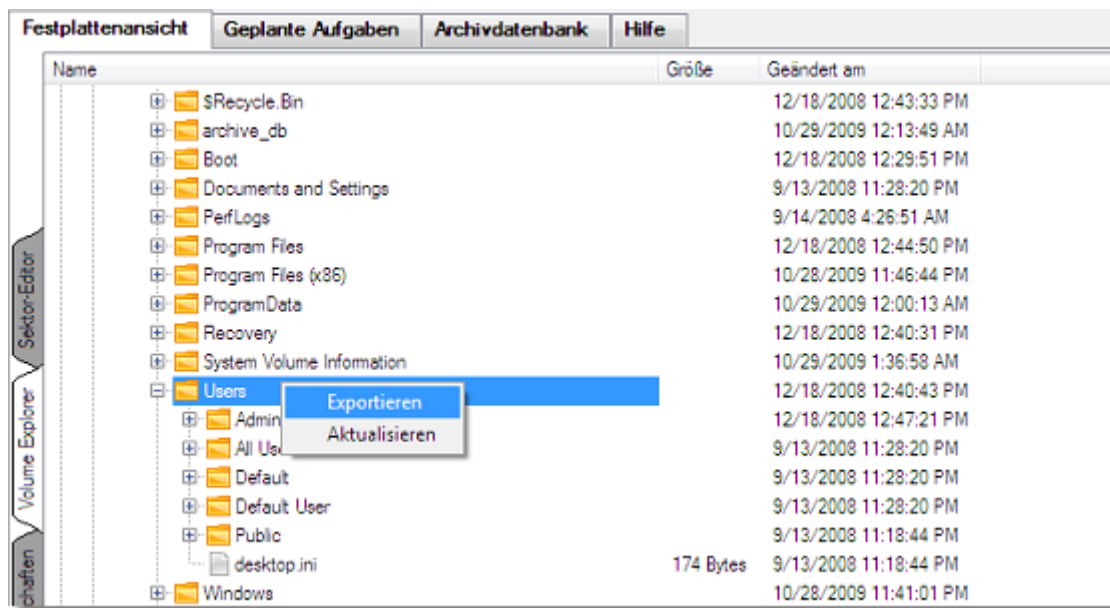 Festplattenansicht Geplante Aufgaben Archivdatenbank Hilfe
Name Größe Geändert am
$Recycle.Bin 12/18/2008 12:43:33 PM
archive_db 10/29/2009 12:13:49 AM
Boot 12/18/2008 12:29:51 PM
Documents and Settings 9/13/2008 11:28:20 PM
PerfLogs 9/14/2008 4:26:51 AM
Program Files 12/18/2008 12:44:50 PM
Program Files (x86) 10/28/2009 11:46:44 PM
ProgramData 10/29/2009 12:00:13 AM
Recovery 12/18/2008 12:40:31 PM
System Volume Information 10/29/2009 1:36:58 AM
Users 12/18/2008 12:40:43 PM
Exportieren
Aktualisieren
Admin 12/18/2008 12:47:21 PM
All Use 9/13/2008 11:28:20 PM
Default 9/13/2008 11:28:20 PM
Default User 9/13/2008 11:28:20 PM
Public 9/13/2008 11:18:44 PM
desktop.ini 174 Bytes 9/13/2008 11:18:44 PM
Windows 10/28/2009 11:41:01 PM
Sektor-Editor
Volume Explorer
chaften